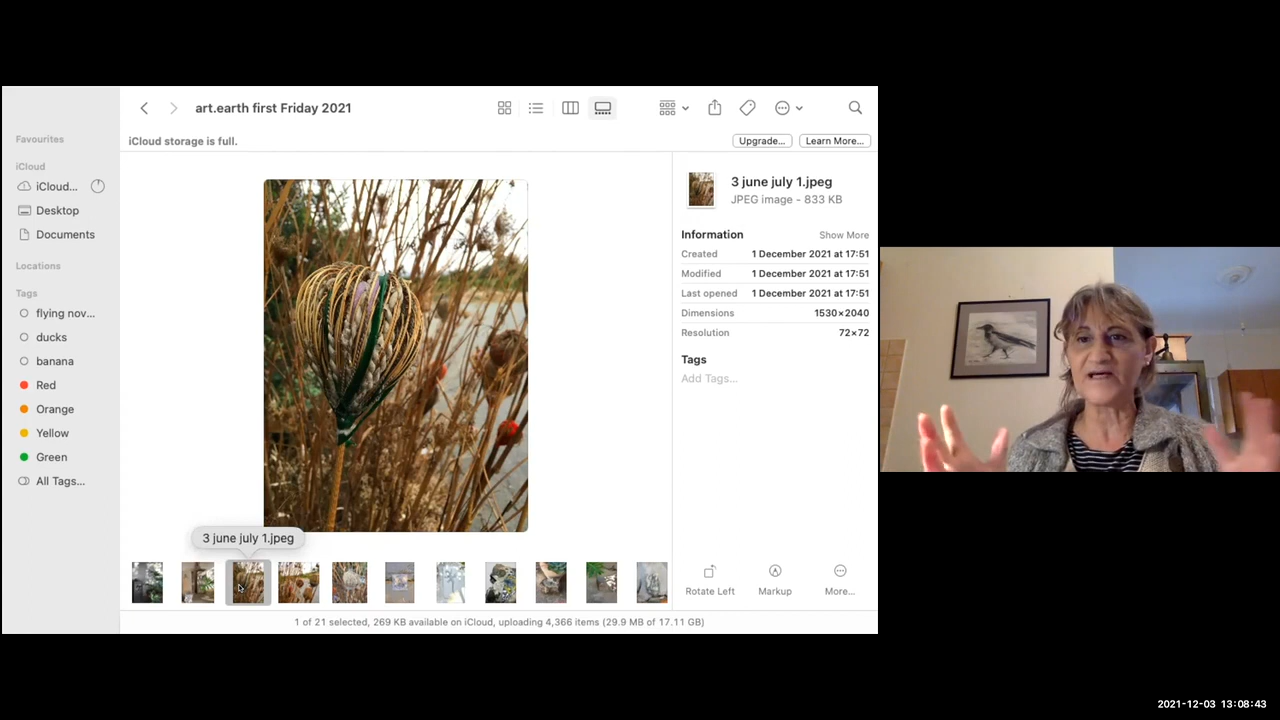 art.earth first Friday 2021
iCloud storage is full.
Upgrade...
Learn More...
Favourites
iCloud
iCloud...
Desktop
Documents
Locations
Tags
flying nov...
ducks
banana
Red
Orange
Yellow
Green
All Tags...
3 june july 1.jpeg
JPEG image - 833 KB
Information Show More
Created 1 December 2021 at 17:51
Modified 1 December 2021 at 17:51
Last opened 1 December 2021 at 17:51
Dimensions 1530×2040
Resolution 72×72
Tags
Add Tags...
3 june july 1.jpeg
Rotate Left
Markup
More...
1 of 21 selected, 269 KB available on iCloud, uploading 4,366 items (29.9 MB of 17.11 GB)
2021-12-03 13:08:43